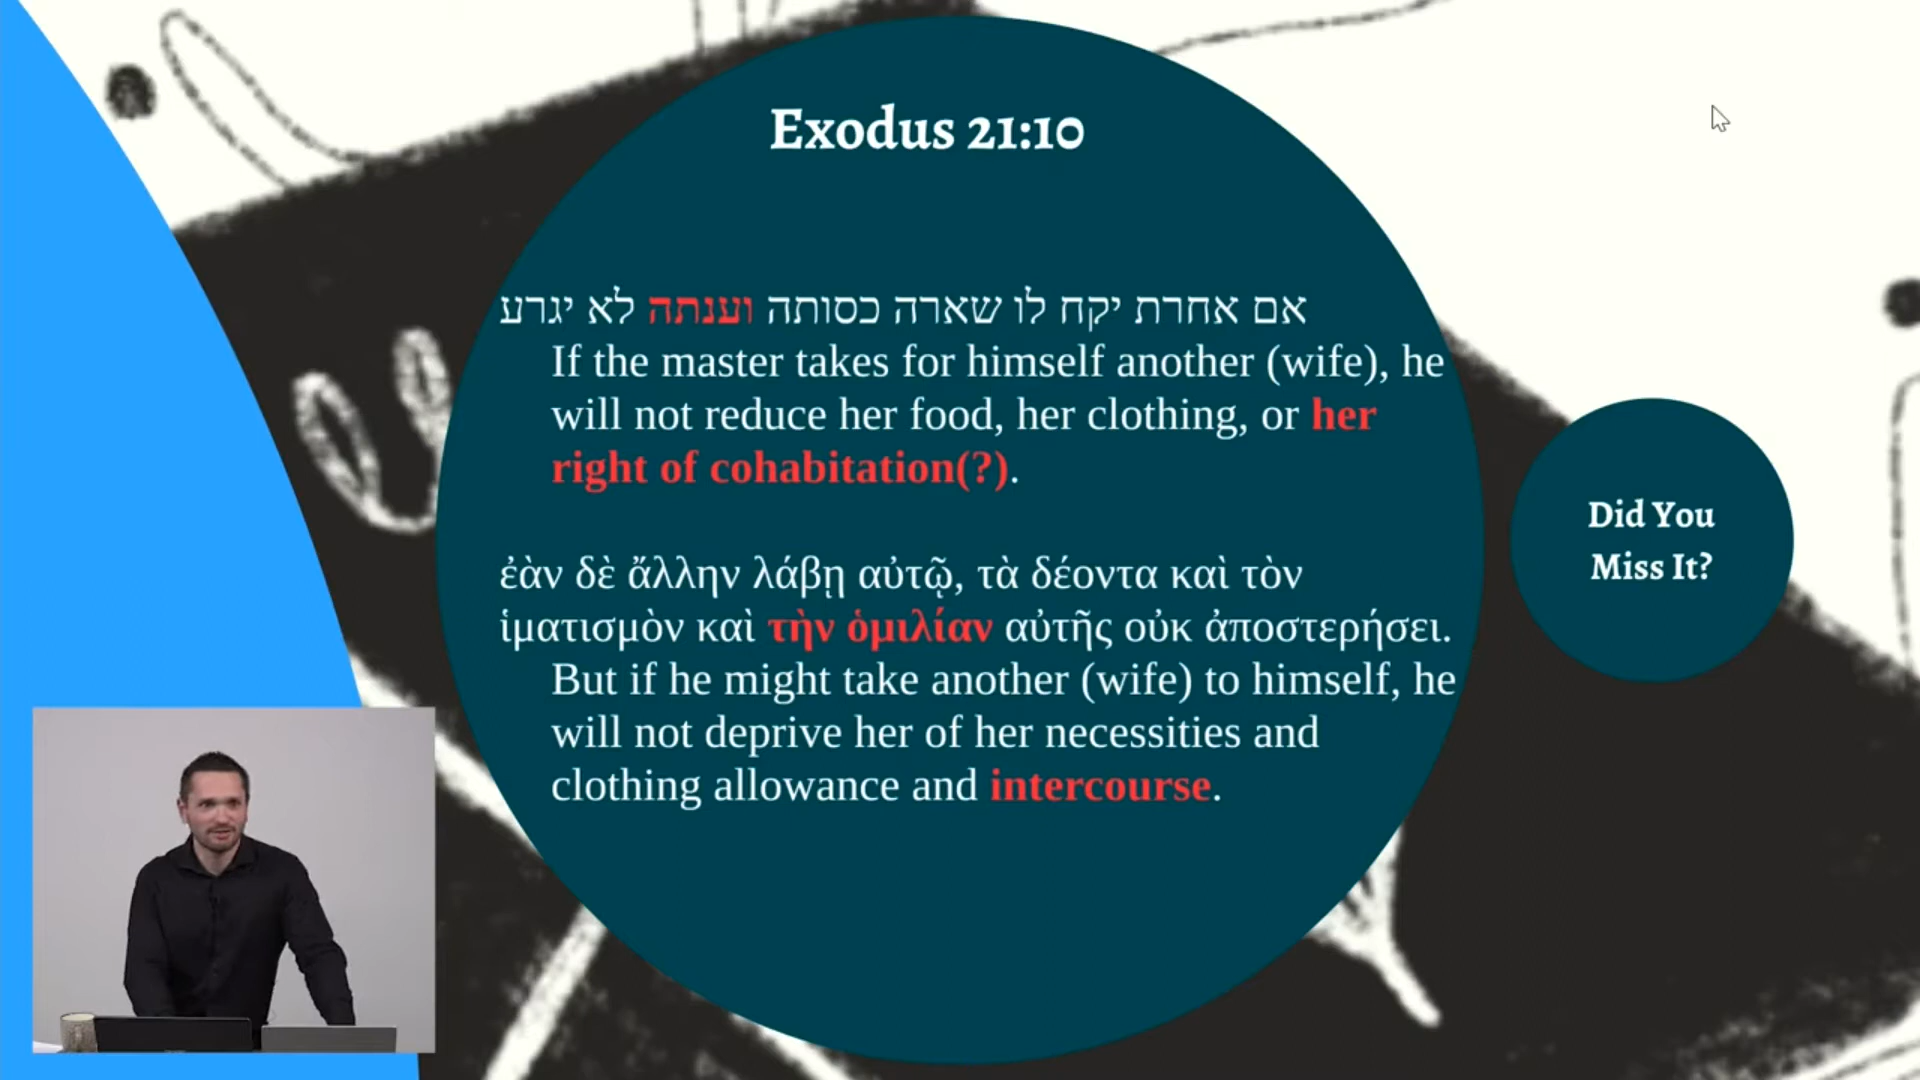 Exodus 21:10
אם אחרת יקח לו שארה כסותה וענתה לא יגרע
If the master takes for himself another (wife), he
will not reduce her food, her clothing, or her
right of cohabitation(?).
ἐὰν δὲ ἄλλην λάβῃ αὐτῷ, τὰ δέοντα καὶ τὸν
ἱματισμὸν καὶ τὴν ὁμιλίαν αὐτῆς οὐκ ἀποστερήσει.
But if he might take another (wife) to himself, he
will not deprive her of her necessities and
clothing allowance and intercourse.
Did You
Miss It?